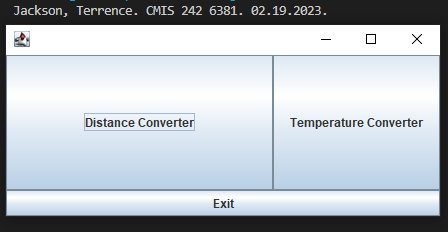 Jackson, Terrence. CMIS 242 6381. 02.19.2023.
Distance Converter
Temperature Converter
Exit